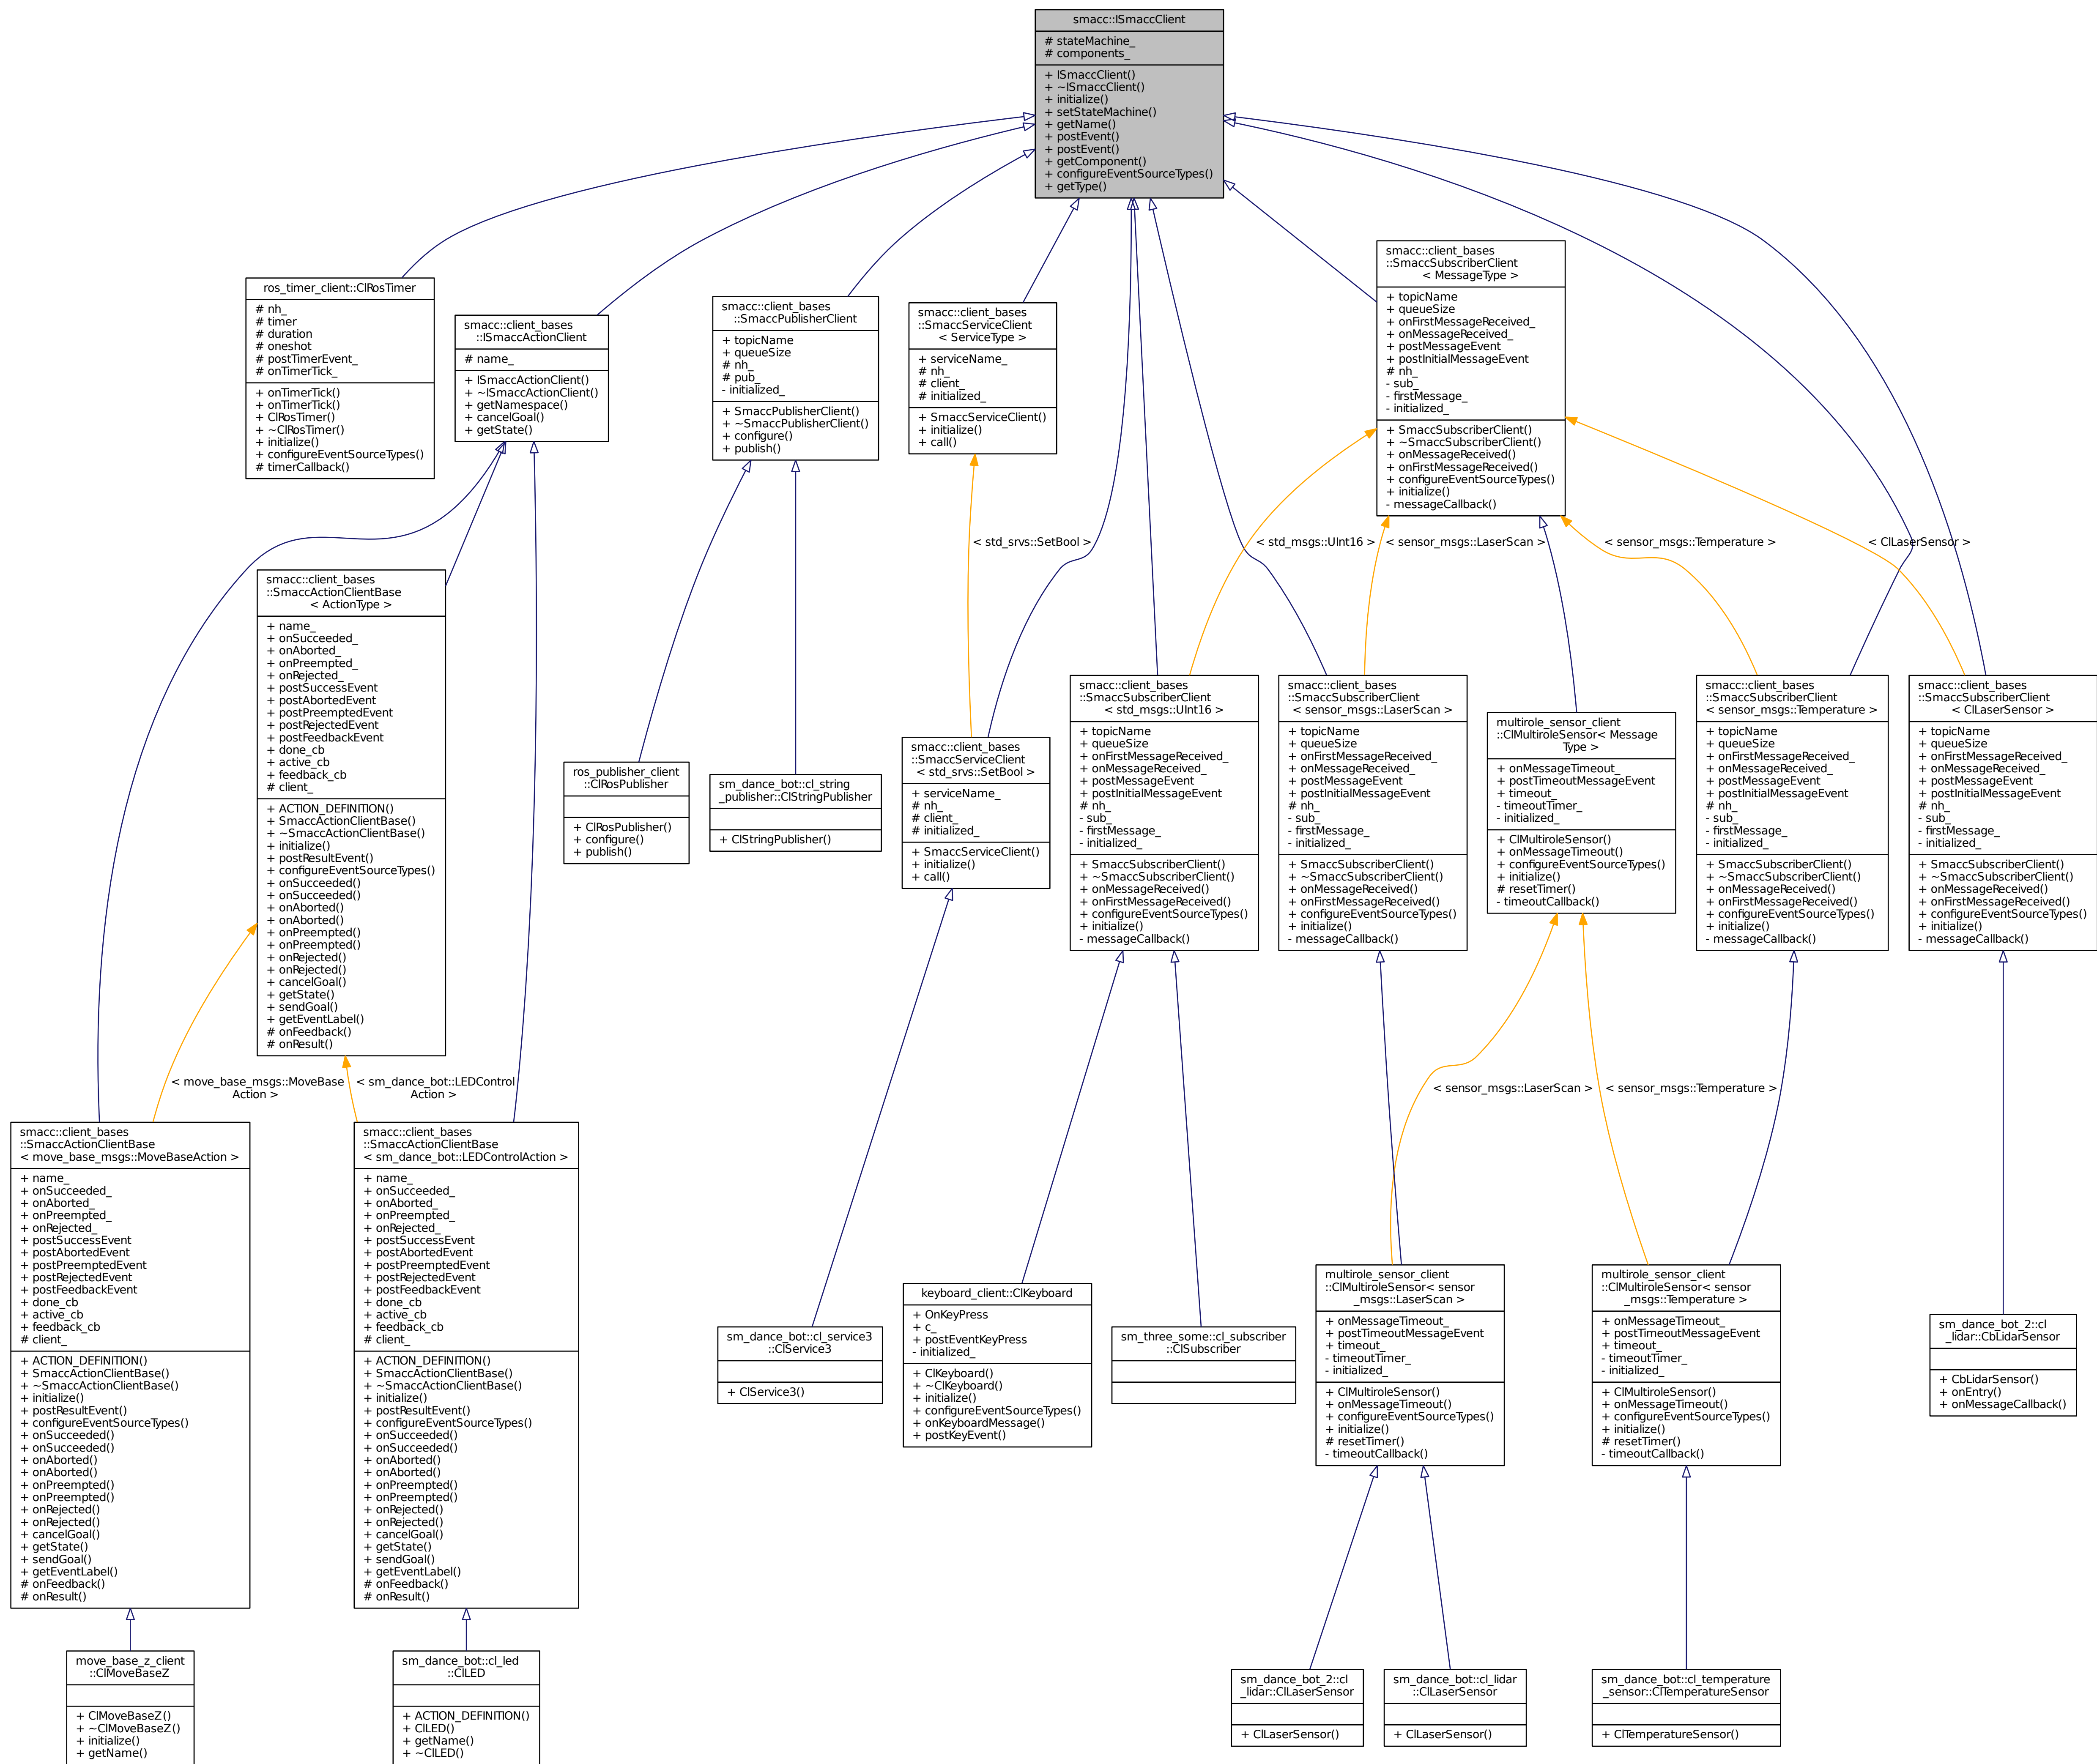 smacc::ISmaccClient
# stateMachine_
# components_
+ ISmaccClient()
+ ~ISmaccClient()
+ initialize()
+ setStateMachine()
+ getName()
+ postEvent()
+ postEvent()
+ getComponent()
+ configureEventSourceTypes()
+ getType()
ros_timer_client::ClRosTimer
# nh_
# timer
# duration
# oneshot
# postTimerEvent_
# onTimerTick_
+ onTimerTick()
+ onTimerTick()
+ ClRosTimer()
+ ~ClRosTimer()
+ initialize()
+ configureEventSourceTypes()
# timerCallback()
smacc::client_bases
::ISmaccActionClient
# name_
+ ISmaccActionClient()
+ ~ISmaccActionClient()
+ getNamespace()
+ cancelGoal()
+ getState()
smacc::client_bases
::SmaccPublisherClient
+ topicName
+ queueSize
# nh_
# pub_
- initialized_
+ SmaccPublisherClient()
+ ~SmaccPublisherClient()
+ configure()
+ publish()
smacc::client_bases
::SmaccServiceClient
< ServiceType >
+ serviceName_
# nh_
# client_
# initialized_
+ SmaccServiceClient()
+ initialize()
+ call()
smacc::client_bases
::SmaccSubscriberClient
< MessageType >
+ topicName
+ queueSize
+ onFirstMessageReceived_
+ onMessageReceived_
+ postMessageEvent
+ postInitialMessageEvent
# nh_
- sub_
- firstMessage_
- initialized_
+ SmaccSubscriberClient()
+ ~SmaccSubscriberClient()
+ onMessageReceived()
+ onFirstMessageReceived()
+ configureEventSourceTypes()
+ initialize()
- messageCallback()
< std_srvs::SetBool >
< std_msgs::UInt16 >
< sensor_msgs::LaserScan >
< sensor_msgs::Temperature >
< ClLaserSensor >
smacc::client_bases
::SmaccActionClientBase
< ActionType >
+ name_
+ onSucceeded_
+ onAborted_
+ onPreempted_
+ onRejected_
+ postSuccessEvent
+ postAbortedEvent
+ postPreemptedEvent
+ postRejectedEvent
+ postFeedbackEvent
+ done_cb
+ active_cb
+ feedback_cb
# client_
+ ACTION_DEFINITION()
+ SmaccActionClientBase()
+ ~SmaccActionClientBase()
+ initialize()
+ postResultEvent()
+ configureEventSourceTypes()
+ onSucceeded()
+ onSucceeded()
+ onAborted()
+ onAborted()
+ onPreempted()
+ onPreempted()
+ onRejected()
+ onRejected()
+ cancelGoal()
+ getState()
+ sendGoal()
+ getEventLabel()
# onFeedback()
# onResult()
ros_publisher_client
::ClRosPublisher
+ ClRosPublisher()
+ configure()
+ publish()
sm_dance_bot::cl_string
_publisher::ClStringPublisher
+ ClStringPublisher()
smacc::client_bases
::SmaccServiceClient
< std_srvs::SetBool >
+ serviceName_
# nh_
# client_
# initialized_
+ SmaccServiceClient()
+ initialize()
+ call()
smacc::client_bases
::SmaccSubscriberClient
< std_msgs::UInt16 >
+ topicName
+ queueSize
+ onFirstMessageReceived_
+ onMessageReceived_
+ postMessageEvent
+ postInitialMessageEvent
# nh_
- sub_
- firstMessage_
- initialized_
+ SmaccSubscriberClient()
+ ~SmaccSubscriberClient()
+ onMessageReceived()
+ onFirstMessageReceived()
+ configureEventSourceTypes()
+ initialize()
- messageCallback()
smacc::client_bases
::SmaccSubscriberClient
< sensor_msgs::LaserScan >
+ topicName
+ queueSize
+ onFirstMessageReceived_
+ onMessageReceived_
+ postMessageEvent
+ postInitialMessageEvent
# nh_
- sub_
- firstMessage_
- initialized_
+ SmaccSubscriberClient()
+ ~SmaccSubscriberClient()
+ onMessageReceived()
+ onFirstMessageReceived()
+ configureEventSourceTypes()
+ initialize()
- messageCallback()
multirole_sensor_client
::ClMultiroleSensor< Message
Type >
+ onMessageTimeout_
+ postTimeoutMessageEvent
+ timeout_
- timeoutTimer_
- initialized_
+ ClMultiroleSensor()
+ onMessageTimeout()
+ configureEventSourceTypes()
+ initialize()
# resetTimer()
- timeoutCallback()
smacc::client_bases
::SmaccSubscriberClient
< sensor_msgs::Temperature >
+ topicName
+ queueSize
+ onFirstMessageReceived_
+ onMessageReceived_
+ postMessageEvent
+ postInitialMessageEvent
# nh_
- sub_
- firstMessage_
- initialized_
+ SmaccSubscriberClient()
+ ~SmaccSubscriberClient()
+ onMessageReceived()
+ onFirstMessageReceived()
+ configureEventSourceTypes()
+ initialize()
- messageCallback()
smacc::client_bases
::SmaccSubscriberClient
< ClLaserSensor >
+ topicName
+ queueSize
+ onFirstMessageReceived_
+ onMessageReceived_
+ postMessageEvent
+ postInitialMessageEvent
# nh_
- sub_
- firstMessage_
- initialized_
+ SmaccSubscriberClient()
+ ~SmaccSubscriberClient()
+ onMessageReceived()
+ onFirstMessageReceived()
+ configureEventSourceTypes()
+ initialize()
- messageCallback()
< move_base_msgs::MoveBase
Action >
< sm_dance_bot::LEDControl
Action >
< sensor_msgs::LaserScan >
< sensor_msgs::Temperature >
smacc::client_bases
::SmaccActionClientBase
< move_base_msgs::MoveBaseAction >
+ name_
+ onSucceeded_
+ onAborted_
+ onPreempted_
+ onRejected_
+ postSuccessEvent
+ postAbortedEvent
+ postPreemptedEvent
+ postRejectedEvent
+ postFeedbackEvent
+ done_cb
+ active_cb
+ feedback_cb
# client_
+ ACTION_DEFINITION()
+ SmaccActionClientBase()
+ ~SmaccActionClientBase()
+ initialize()
+ postResultEvent()
+ configureEventSourceTypes()
+ onSucceeded()
+ onSucceeded()
+ onAborted()
+ onAborted()
+ onPreempted()
+ onPreempted()
+ onRejected()
+ onRejected()
+ cancelGoal()
+ getState()
+ sendGoal()
+ getEventLabel()
# onFeedback()
# onResult()
smacc::client_bases
::SmaccActionClientBase
< sm_dance_bot::LEDControlAction >
+ name_
+ onSucceeded_
+ onAborted_
+ onPreempted_
+ onRejected_
+ postSuccessEvent
+ postAbortedEvent
+ postPreemptedEvent
+ postRejectedEvent
+ postFeedbackEvent
+ done_cb
+ active_cb
+ feedback_cb
# client_
+ ACTION_DEFINITION()
+ SmaccActionClientBase()
+ ~SmaccActionClientBase()
+ initialize()
+ postResultEvent()
+ configureEventSourceTypes()
+ onSucceeded()
+ onSucceeded()
+ onAborted()
+ onAborted()
+ onPreempted()
+ onPreempted()
+ onRejected()
+ onRejected()
+ cancelGoal()
+ getState()
+ sendGoal()
+ getEventLabel()
# onFeedback()
# onResult()
sm_dance_bot::cl_service3
::ClService3
+ ClService3()
keyboard_client::ClKeyboard
+ OnKeyPress
+ c_
+ postEventKeyPress
- initialized_
+ ClKeyboard()
+ ~ClKeyboard()
+ initialize()
+ configureEventSourceTypes()
+ onKeyboardMessage()
+ postKeyEvent()
sm_three_some::cl_subscriber
::ClSubscriber
multirole_sensor_client
::ClMultiroleSensor< sensor
_msgs::LaserScan >
+ onMessageTimeout_
+ postTimeoutMessageEvent
+ timeout_
- timeoutTimer_
- initialized_
+ ClMultiroleSensor()
+ onMessageTimeout()
+ configureEventSourceTypes()
+ initialize()
# resetTimer()
- timeoutCallback()
multirole_sensor_client
::ClMultiroleSensor< sensor
_msgs::Temperature >
+ onMessageTimeout_
+ postTimeoutMessageEvent
+ timeout_
- timeoutTimer_
- initialized_
+ ClMultiroleSensor()
+ onMessageTimeout()
+ configureEventSourceTypes()
+ initialize()
# resetTimer()
- timeoutCallback()
sm_dance_bot_2::cl
_lidar::CbLidarSensor
+ CbLidarSensor()
+ onEntry()
+ onMessageCallback()
move_base_z_client
::ClMoveBaseZ
+ ClMoveBaseZ()
+ ~ClMoveBaseZ()
+ initialize()
+ getName()
sm_dance_bot::cl_led
::ClLED
+ ACTION_DEFINITION()
+ ClLED()
+ getName()
+ ~ClLED()
sm_dance_bot_2::cl
_lidar::ClLaserSensor
+ ClLaserSensor()
sm_dance_bot::cl_lidar
::ClLaserSensor
+ ClLaserSensor()
sm_dance_bot::cl_temperature
_sensor::ClTemperatureSensor
+ ClTemperatureSensor()